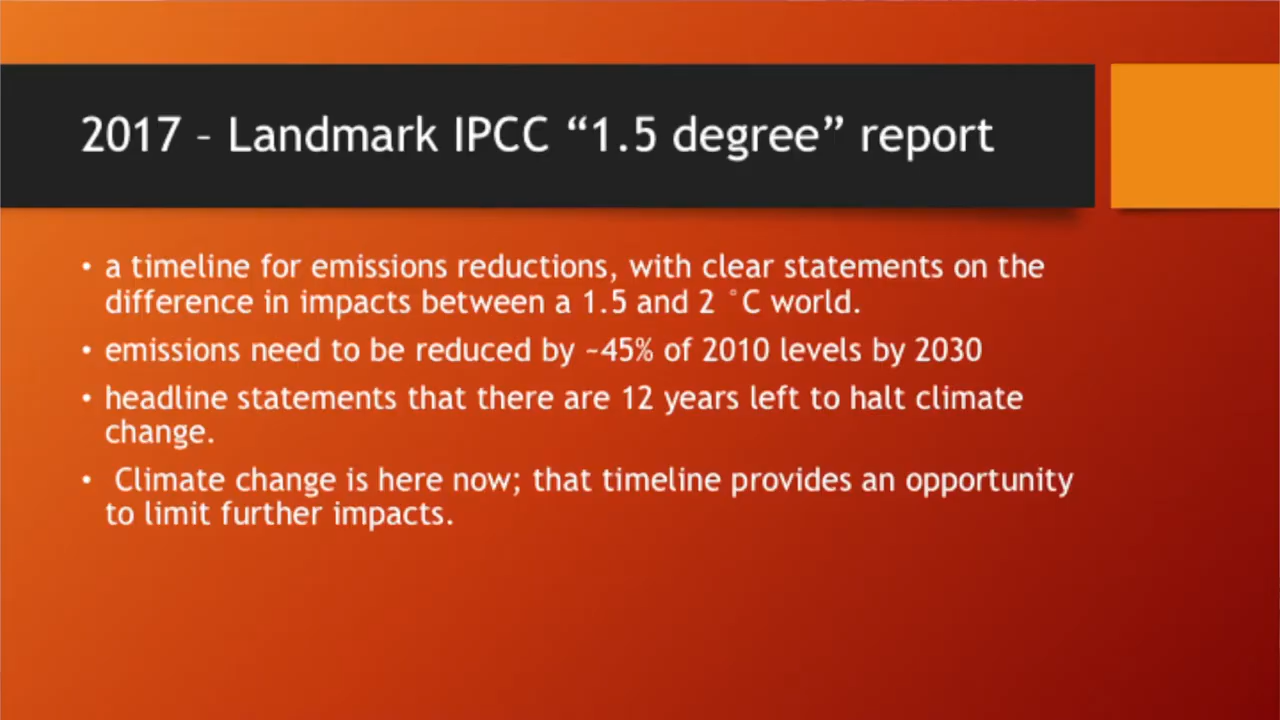 2017 – Landmark IPCC “1.5 degree” report
• a timeline for emissions reductions, with clear statements on the
difference in impacts between a 1.5 and 2 ˚C world.
• emissions need to be reduced by ~45% of 2010 levels by 2030
• headline statements that there are 12 years left to halt climate
change.
• Climate change is here now; that timeline provides an opportunity
to limit further impacts.